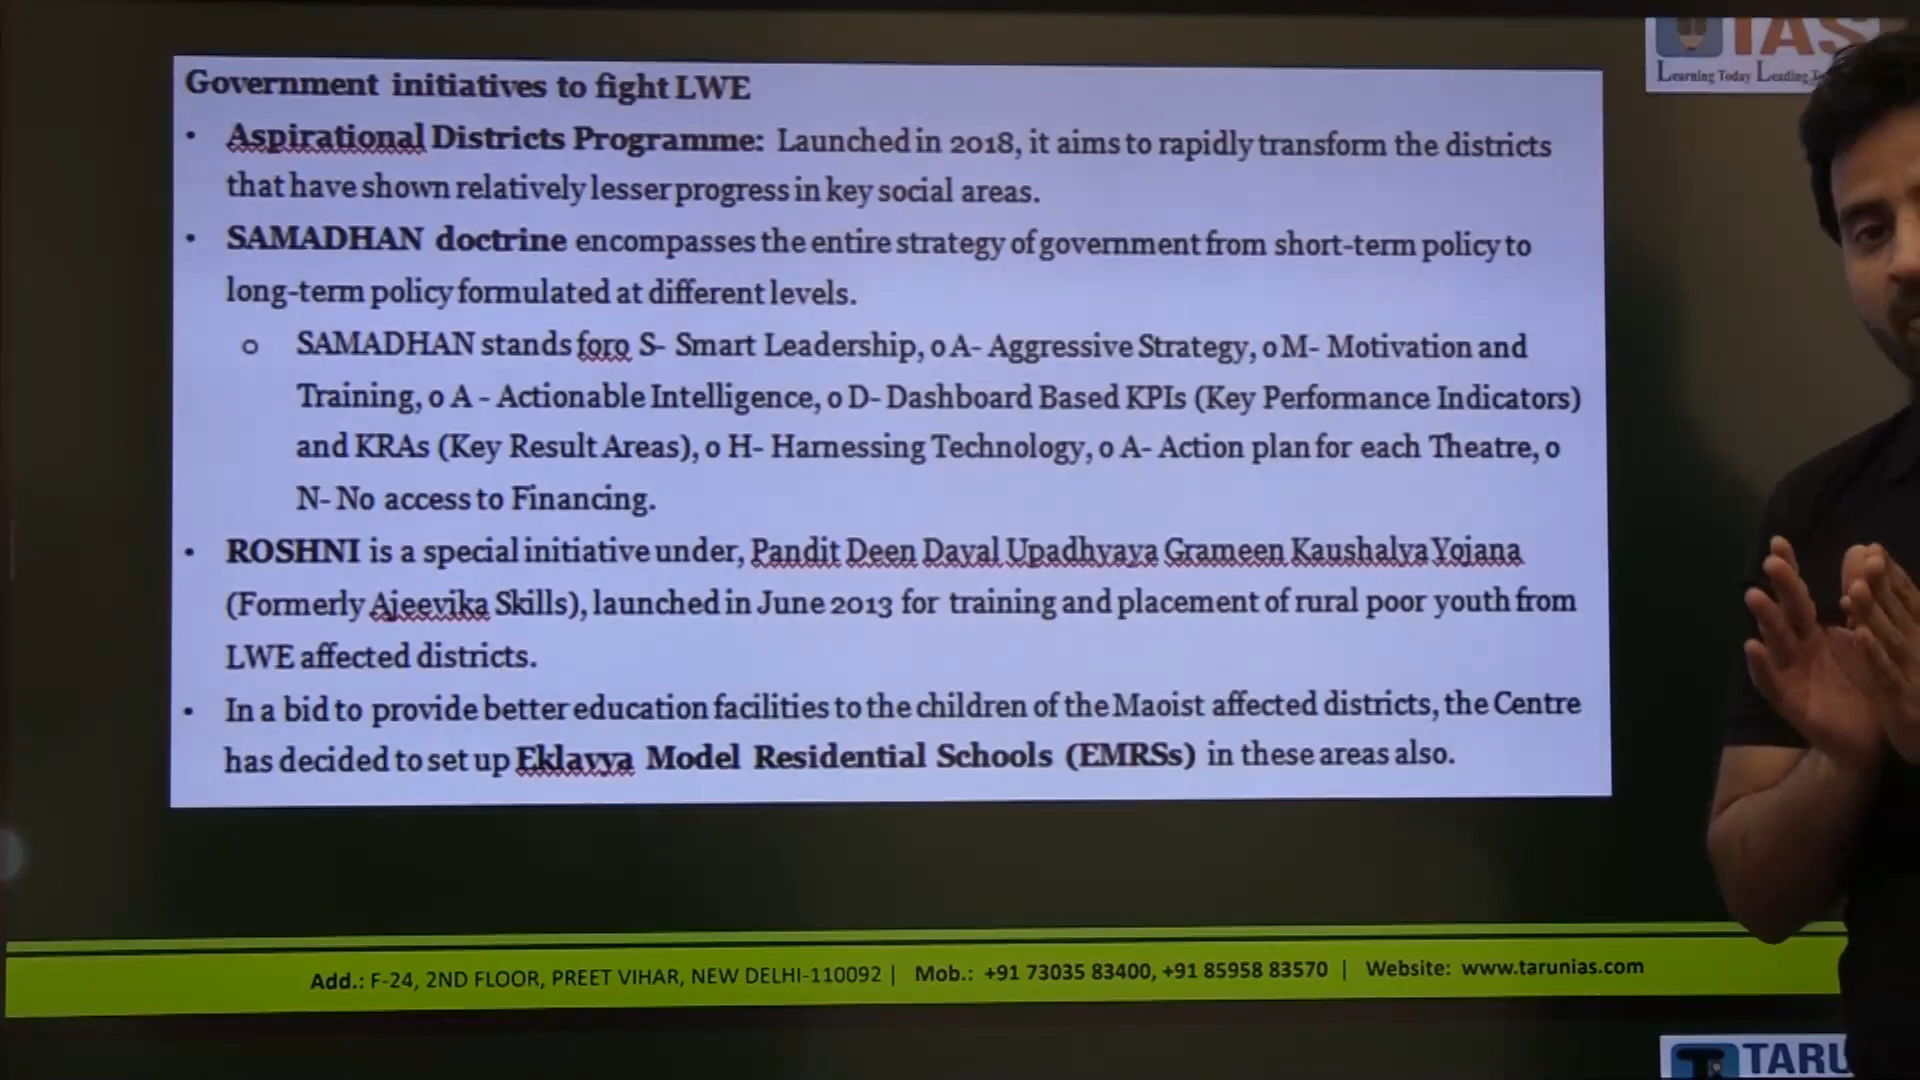 IAS
Learning Today Leading
Government initiatives to fight LWE
• Aspirational Districts Programme: Launched in 2018, it aims to rapidly transform the districts
that have shown relatively lesser progress in key social areas.
• SAMADHAN doctrine encompasses the entire strategy of government from short-term policy to
long-term policy formulated at different levels.
o SAMADHAN stands foro S- Smart Leadership, o A- Aggressive Strategy, o M- Motivation and
Training, o A - Actionable Intelligence, o D- Dashboard Based KPIs (Key Performance Indicators)
and KRAs (Key Result Areas), o H- Harnessing Technology, o A- Action plan for each Theatre, o
N- No access to Financing.
• ROSHNI is a special initiative under, Pandit Deen Dayal Upadhyaya Grameen Kaushalya Yojana
(Formerly Ajeevika Skills), launched in June 2013 for training and placement of rural poor youth from
LWE affected districts.
• In a bid to provide better education facilities to the children of the Maoist affected districts, the Centre
has decided to set up Eklavya Model Residential Schools (EMRSs) in these areas also.
Add.: F-24, 2ND FLOOR, PREET VIHAR, NEW DELHI-110092 | Mob.: +91 73035 83400, +91 85958 83570 | Website: www.tarunias.com
TARU